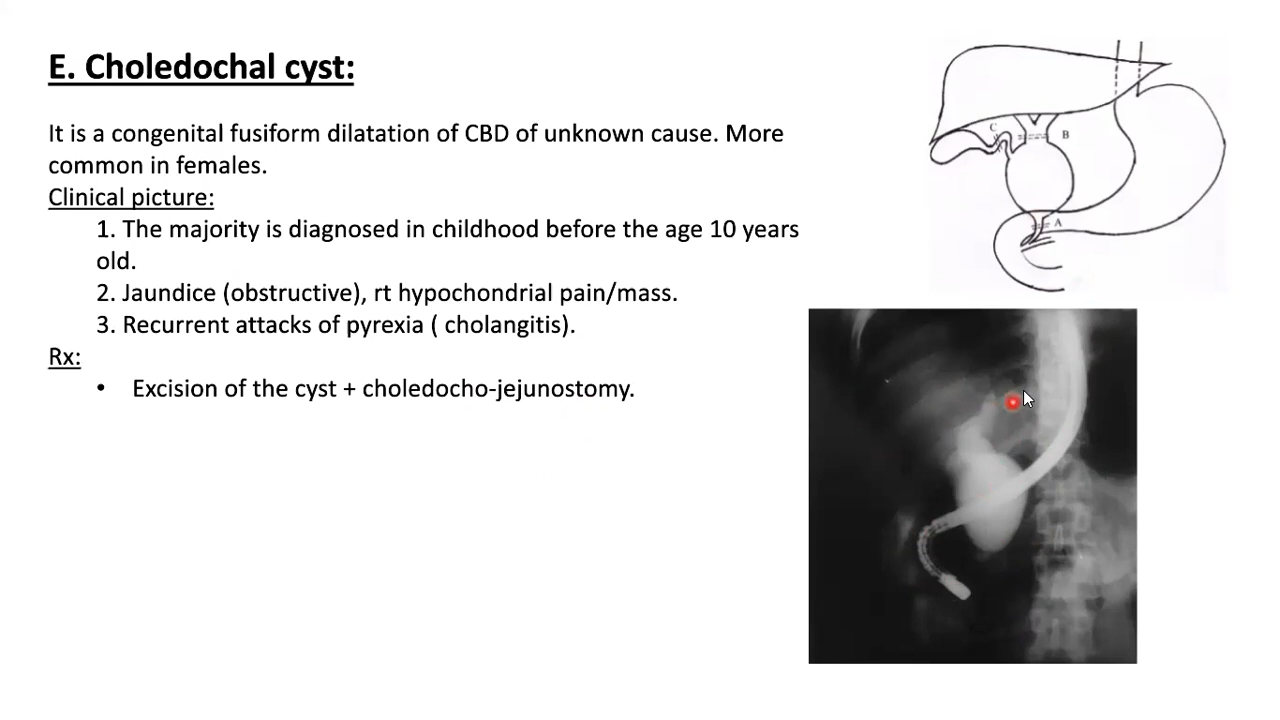 E. Choledochal cyst:
It is a congenital fusiform dilatation of CBD of unknown cause. More
common in females.
Clinical picture:
1. The majority is diagnosed in childhood before the age 10 years
old.
2. Jaundice (obstructive), rt hypochondrial pain/mass.
3. Recurrent attacks of pyrexia ( cholangitis).
Rx:
• Excision of the cyst + choledocho-jejunostomy.
C
B
A